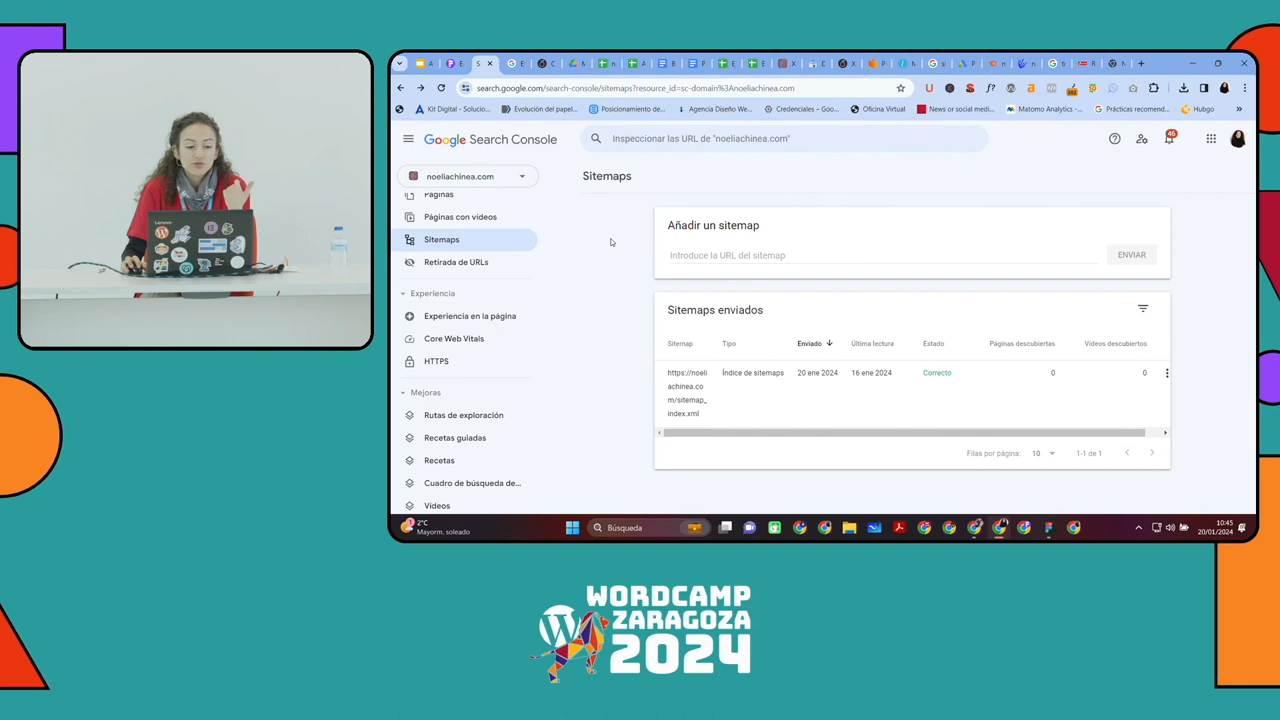 search.google.com/search-console/sitemaps?resource_id=sc-domain%3Anoeliachinea.com
Kit Digital - Solucio...
Evolución del papel...
Posicionamiento de...
Agencia Diseño We...
Credenciales – Goo...
Oficina Virtual
News or social medi...
Matomo Analytics -...
Prácticas recomend...
Hubgo
Google Search Console
Inspeccionar las URL de "noeliachinea.com"
46
noeliachinea.com
Sitemaps
Páginas
Páginas con vídeos
Sitemaps
Retirada de URLs
Experiencia
Experiencia en la página
Core Web Vitals
HTTPS
Mejoras
Rutas de exploración
Recetas guiadas
Recetas
Cuadro de búsqueda de...
Vídeos
Añadir un sitemap
Introduce la URL del sitemap
ENVIAR
Sitemaps enviados
Sitemap Tipo Enviado Última lectura Estado Páginas descubiertas Vídeos descubiertos
https://noeli Índice de sitemaps 20 ene 2024 16 ene 2024 Correcto 0 0
achinea.co
m/sitemap_
index.xml
Filas por página: 10 1-1 de 1
2°C
Mayorm. soleado
Búsqueda
10:45
20/01/2024
Lenovo
WORDCAMP
ZARAGOZA
2024